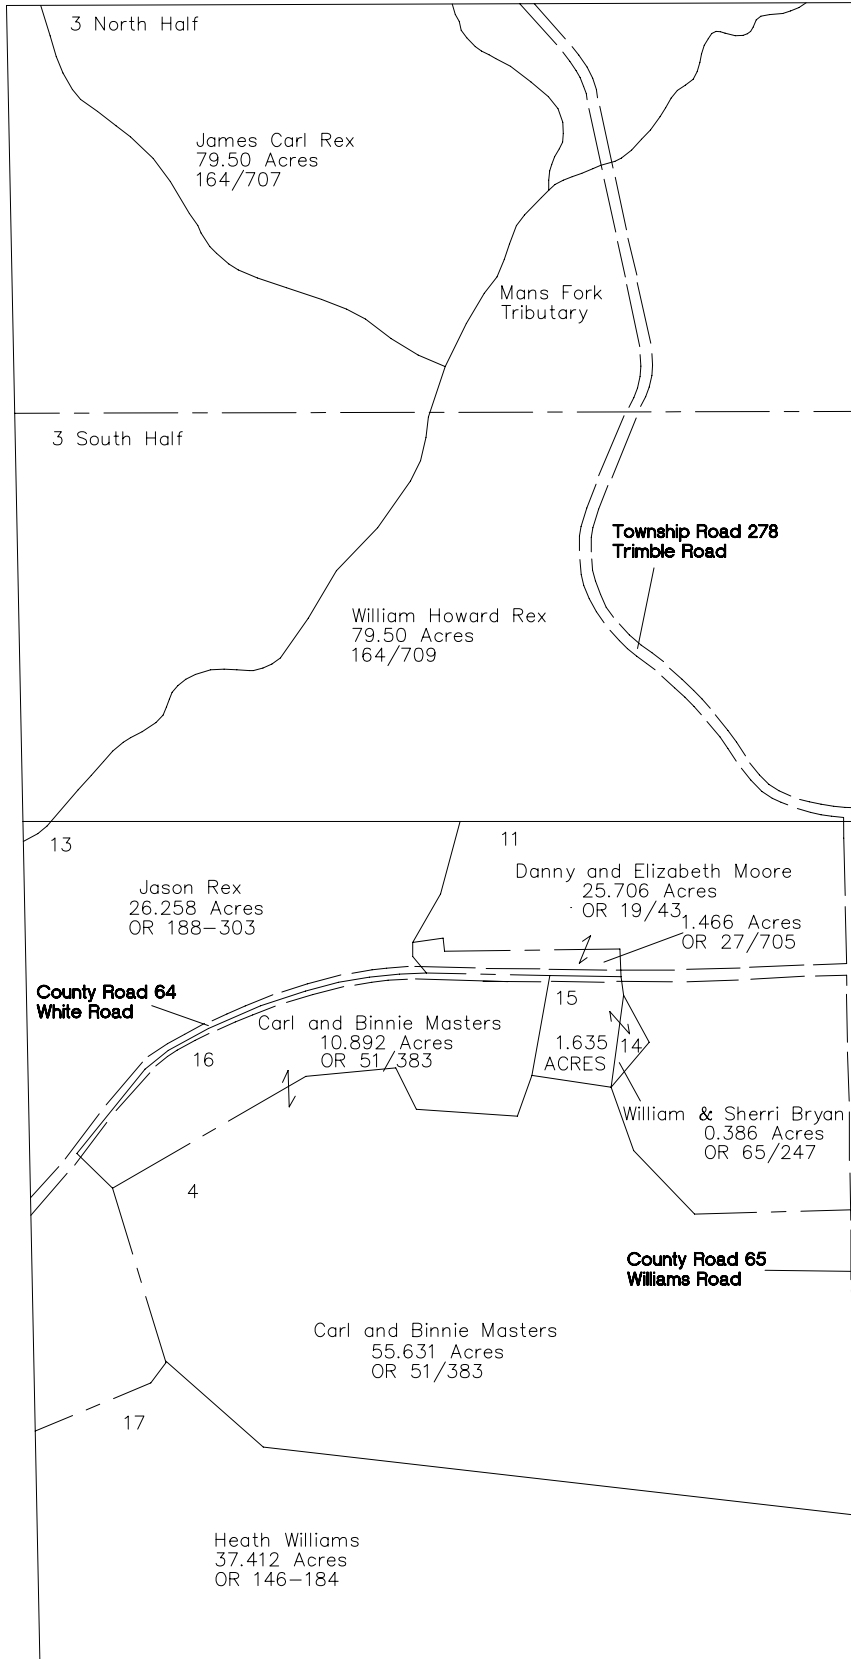 3 North Half
James Carl Rex
79.50 Acres
164/707
Mans Fork
Tributary
3 South Half
Township Road 278
Trimble Road
William Howard Rex
79.50 Acres
164/709
13
11
Danny and Elizabeth Moore
25.706 Acres
OR 19/43
1.466 Acres
OR 27/705
Jason Rex
26.258 Acres
OR 188-303
County Road 64
White Road
15
Carl and Binnie Masters
10.892 Acres
OR 51/383
16
1.635
ACRES
14
William & Sherri Bryan
0.386 Acres
OR 65/247
4
County Road 65
Williams Road
Carl and Binnie Masters
55.631 Acres
OR 51/383
17
Heath Williams
37.412 Acres
OR 146-184